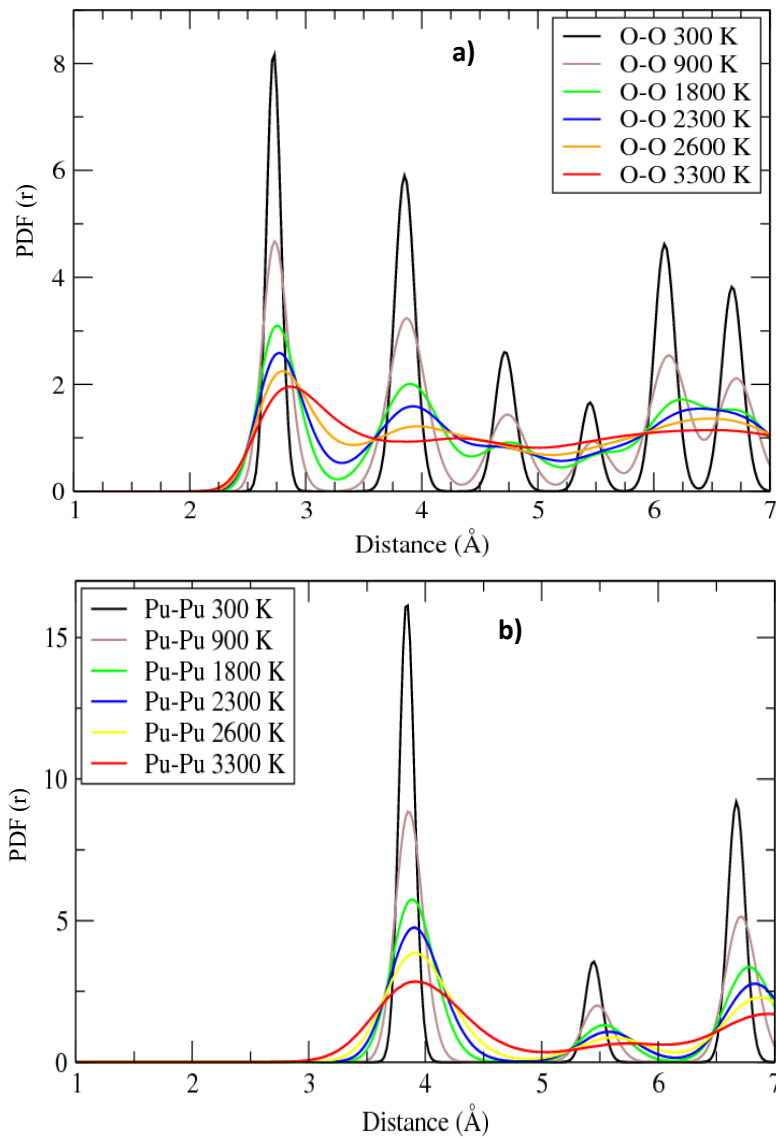 a)
O-O 300 K
O-O 900 K
O-O 1800 K
O-O 2300 K
O-O 2600 K
O-O 3300 K
PDF (r)
8
6
4
2
0
1 2 3 4 5 6 7
Distance (Å)
b)
Pu-Pu 300 K
Pu-Pu 900 K
Pu-Pu 1800 K
Pu-Pu 2300 K
Pu-Pu 2600 K
Pu-Pu 3300 K
PDF (r)
15
10
5
0
1 2 3 4 5 6 7
Distance (Å)